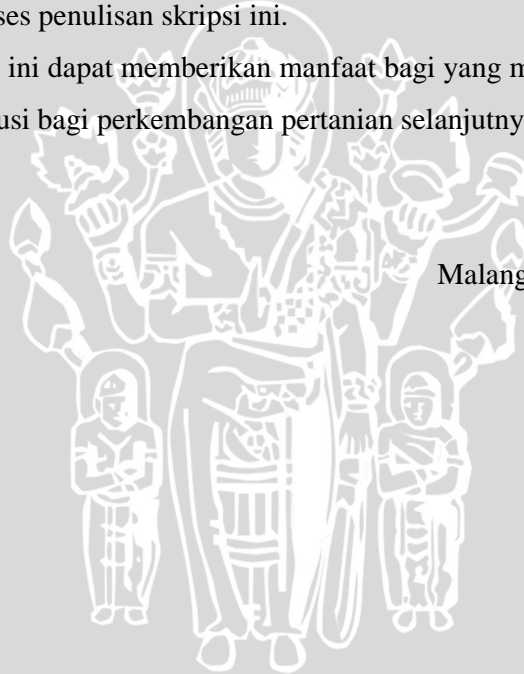 ses penulisan skripsi ini.
ini dapat memberikan manfaat bagi yang m
usi bagi perkembangan pertanian selanjutny
Malang